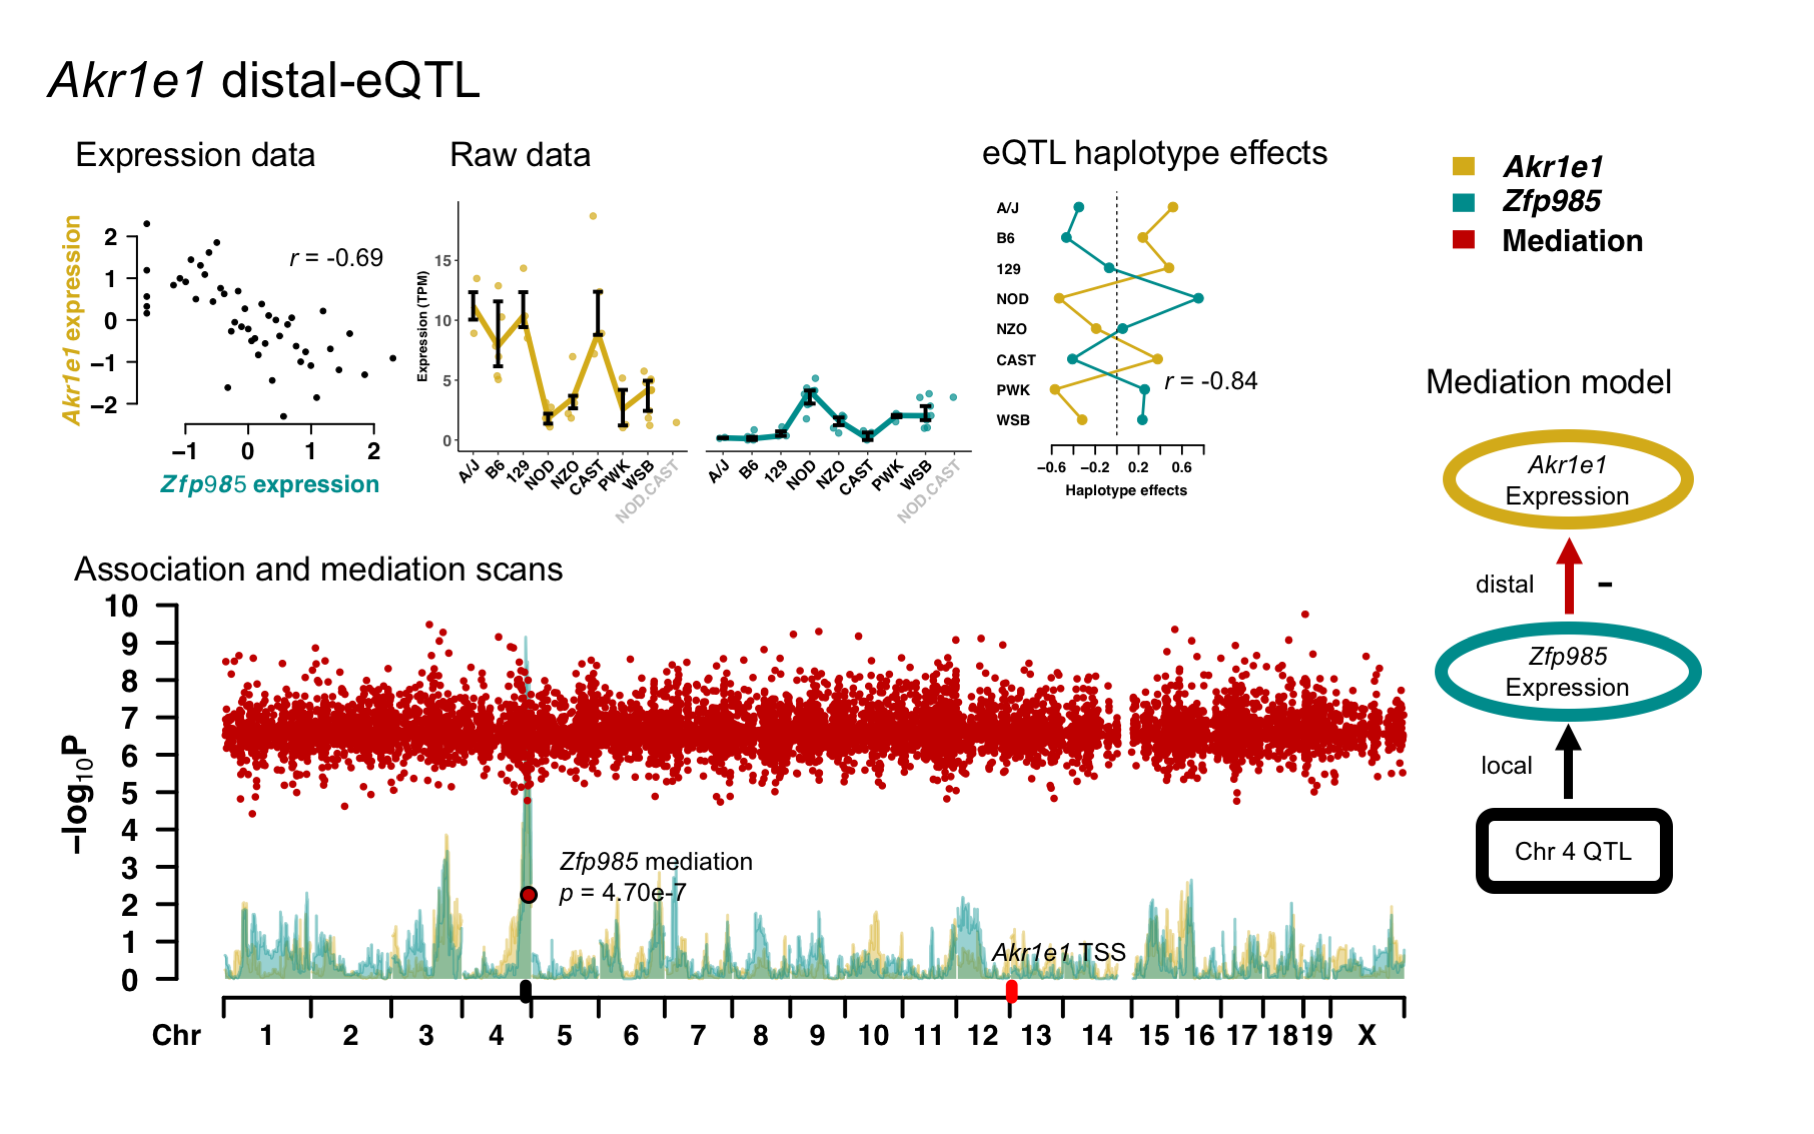 Akr1e1 distal-eQTL
Expression data
Raw data
eQTL haplotype effects
Akr1e1
Zfp985
Mediation
Akr1e1 expression
2
1
0
−1
−2
r = -0.69
−1 0 1 2
Zfp985 expression
Expression (TPM)
15
10
5
0
A/J B6 129 NOD NZO CAST PWK WSB NOD.CAST
A/J B6 129 NOD NZO CAST PWK WSB NOD.CAST
A/J
B6
129
NOD
NZO
CAST
PWK
WSB
r = -0.84
−0.6 −0.2 0.2 0.6
Haplotype effects
Mediation model
Akr1e1
Expression
distal -
Zfp985
Expression
local
Chr 4 QTL
Association and mediation scans
−log10P
10
9
8
7
6
5
4
3
2
1
0
Zfp985 mediation
p = 4.70e-7
Akr1e1 TSS
Chr 1 2 3 4 5 6 7 8 9 10 11 12 13 14 15 16 17 18 19 X